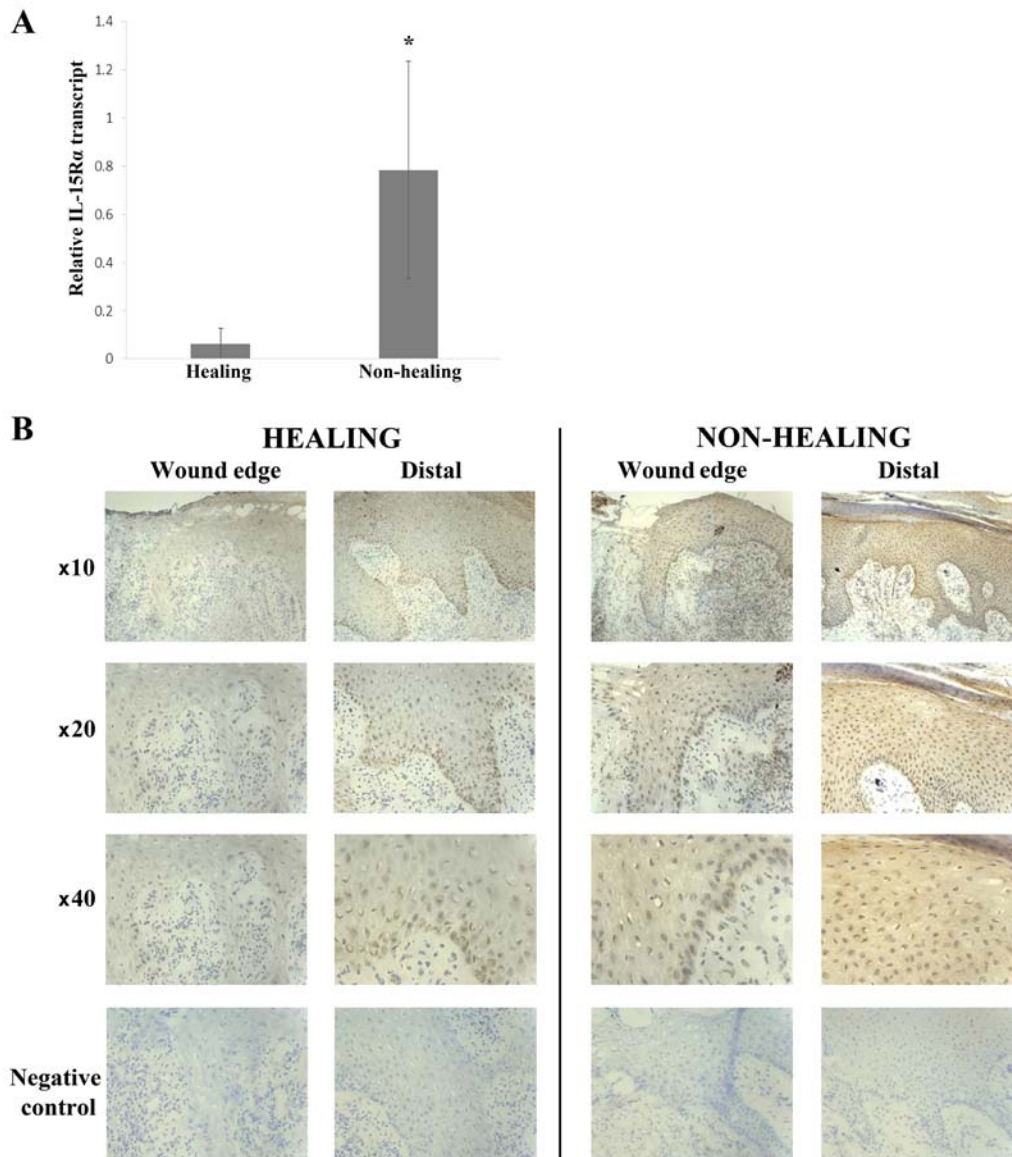 A
1.4
*
1.2
1
0.8
0.6
0.4
0.2
0
Relative IL-15Rα transcript
Healing Non-healing
B
HEALING NON-HEALING
Wound edge Distal Wound edge Distal
x10
x20
x40
Negative
control